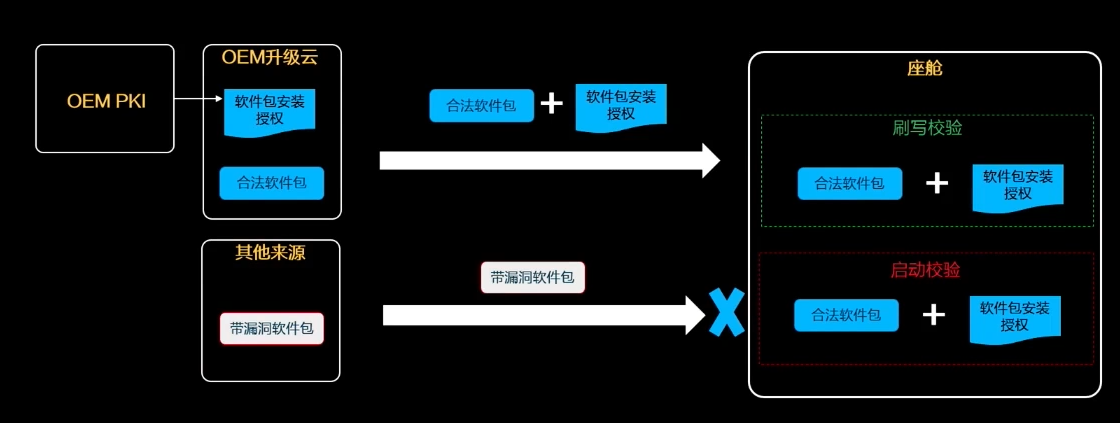 OEM PKI
OEM升级云
软件包安装
授权
合法软件包
其他来源
带漏洞软件包
合法软件包
软件包安装
授权
带漏洞软件包
座舱
刷写校验
合法软件包
软件包安装
授权
启动校验
合法软件包
软件包安装
授权